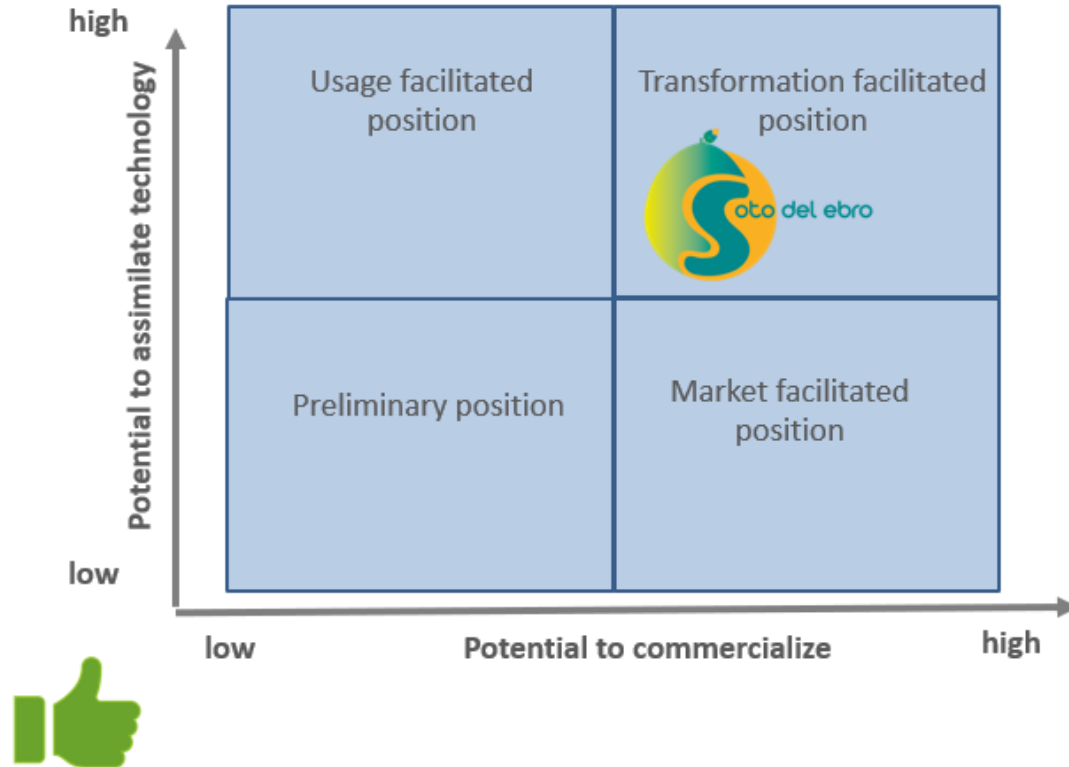 high
Usage facilitated
position
Transformation facilitated
position
Soto del ebro
Potential to assimilate technology
Preliminary position
Market facilitated
position
low
low
Potential to commercialize
high